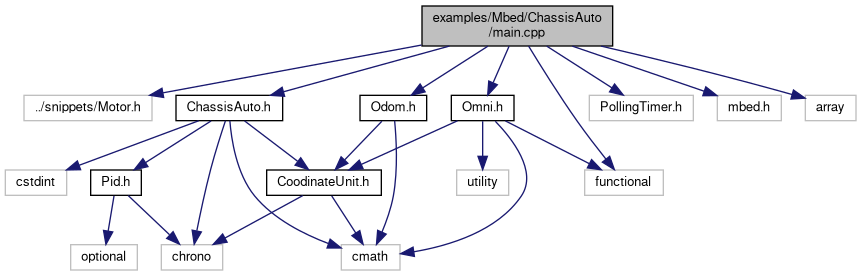 examples/Mbed/ChassisAuto
/main.cpp
../snippets/Motor.h
ChassisAuto.h
Odom.h
Omni.h
PollingTimer.h
mbed.h
array
cstdint
Pid.h
CoodinateUnit.h
utility
functional
optional
chrono
cmath